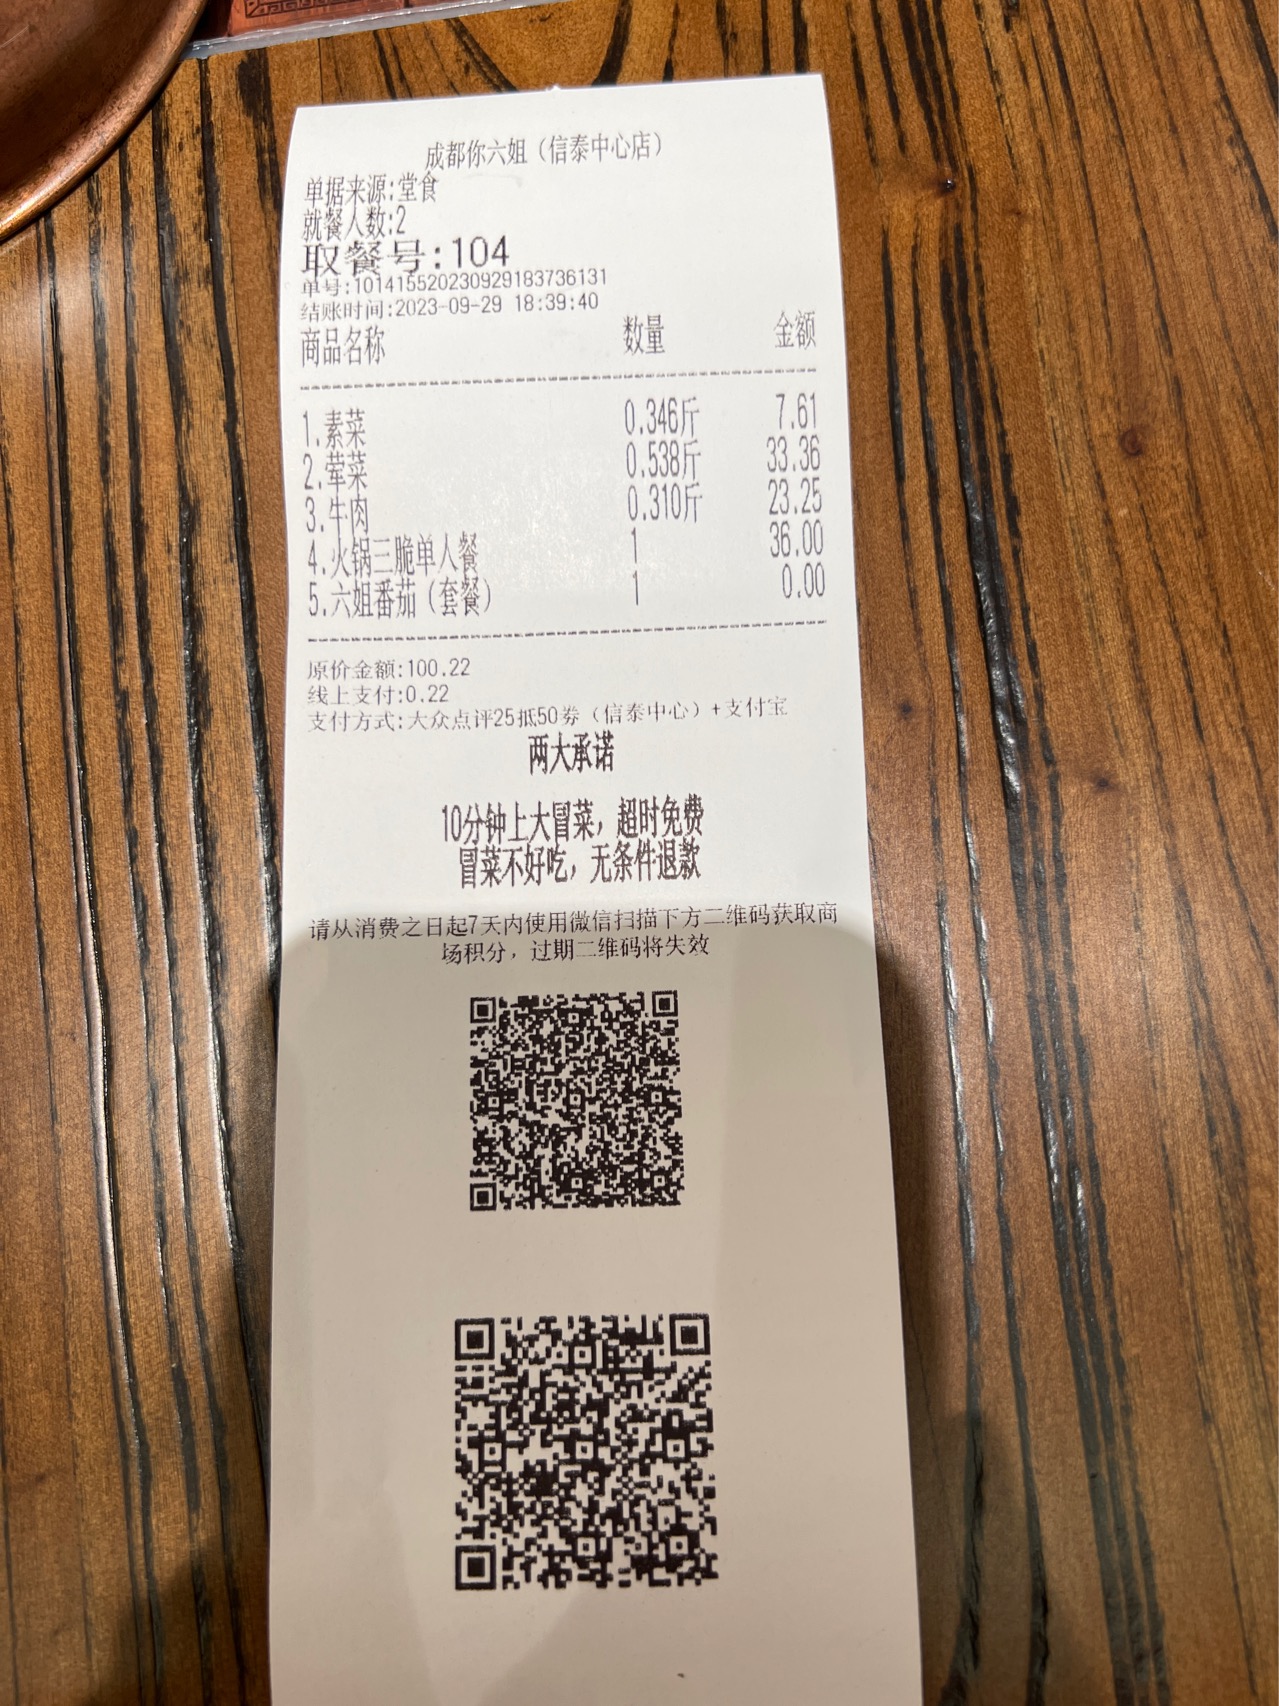 成都你六姐（信泰中心店）
单据来源:堂食
就餐人数:2
取餐号:104
单号:10141552023092918373​6131
结账时间:2023-09-29 18:39:40
商品名称 数量 金额
1.素菜 0.346斤 7.61
2.荤菜 0.538斤 33.36
3.牛肉 0.310斤 23.25
4.火锅三脆单人餐 1 36.00
5.六姐番茄（套餐） 1 0.00
原价金额:100.22
线上支付:0.22
支付方式:大众点评25抵50券（信泰中心）+支付宝
两大承诺
10分钟上大冒菜，超时免费
冒菜不好吃，无条件退款
请从消费之日起7天内使用微信扫描下方二维码获取商
场积分，过期二维码将失效